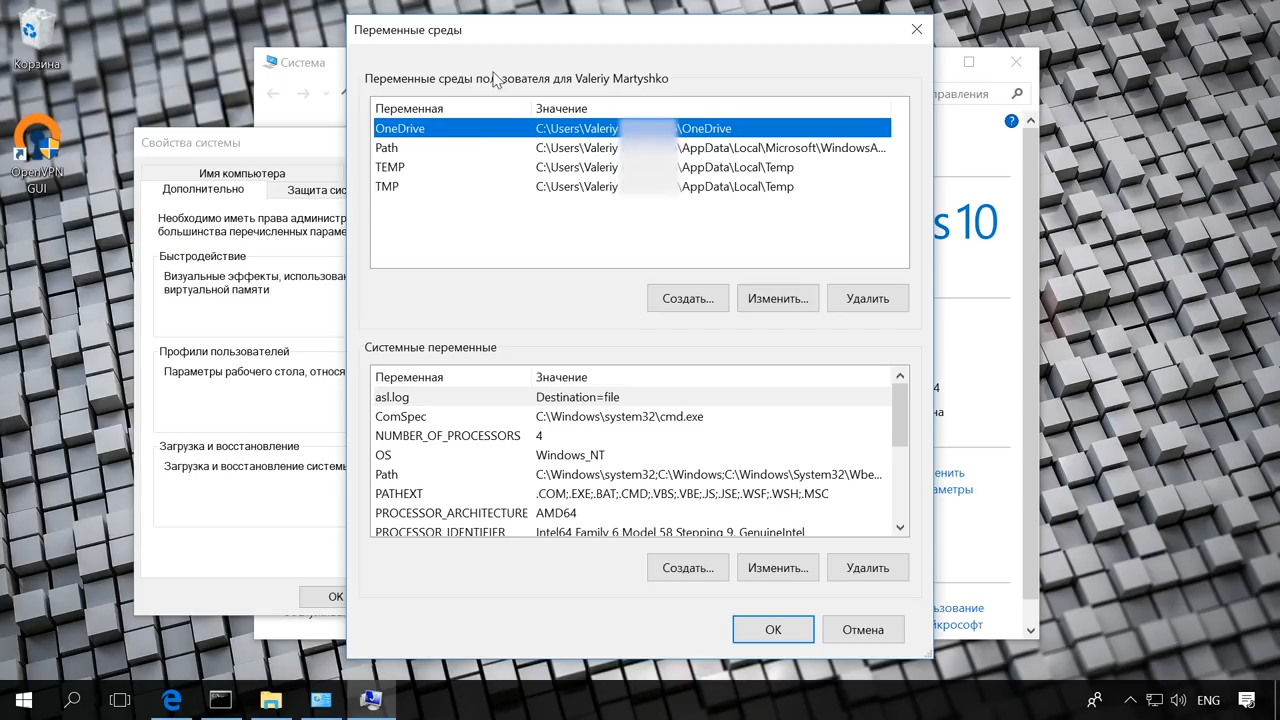 Корзина
OpenVPN
GUI
Система
Свойства системы
Имя компьютера
Дополнительно
Защита сис
Необходимо иметь права администр
большинства перечисленных параме
Быстродействие
Визуальные эффекты, использован
виртуальной памяти
Профили пользователей
Параметры рабочего стола, относя
Загрузка и восстановление
Загрузка и восстановление системы
OK
Переменные среды
Переменные среды пользователя для Valeriy Martyshko
Переменная Значение
OneDrive C:\Users\Valeriy \OneDrive
Path C:\Users\Valeriy \AppData\Local\Microsoft\WindowsA...
TEMP C:\Users\Valeriy \AppData\Local\Temp
TMP C:\Users\Valeriy \AppData\Local\Temp
Создать... Изменить... Удалить
Системные переменные
Переменная Значение
asl.log Destination=file
ComSpec C:\Windows\system32\cmd.exe
NUMBER_OF_PROCESSORS 4
OS Windows_NT
Path C:\Windows\system32;C:\Windows;C:\Windows\System32\Wbe...
PATHEXT .COM;.EXE;.BAT;.CMD;.VBS;.VBE;.JS;.JSE;.WSF;.WSH;.MSC
PROCESSOR_ARCHITECTURE AMD64
PROCESSOR_IDENTIFIER Intel64 Family 6 Model 58 Stepping 9, GenuineIntel
Создать... Изменить... Удалить
OK Отмена
правления
s 10
4
на
енить
аметры
ьзование
йкрософт
ENG